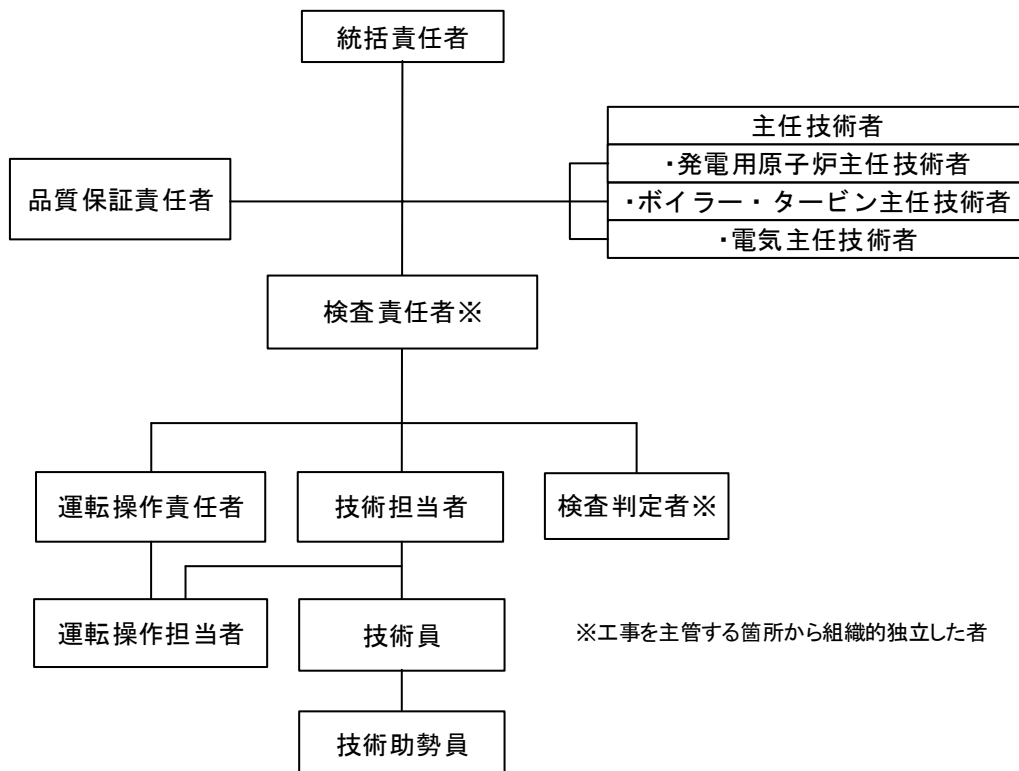 統括責任者
主任技術者
・発電用原子炉主任技術者
品質保証責任者
・ボイラー・タービン主任技術者
・電気主任技術者
検査責任者※
運転操作責任者
技術担当者
検査判定者※
運転操作担当者
技術員
※工事を主管する箇所から組織的独立した者
技術助勢員